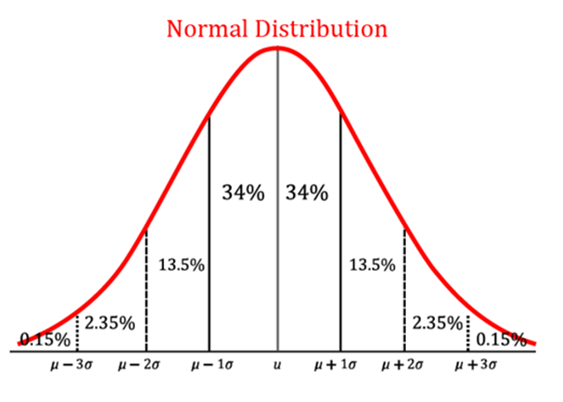 Normal Distribution
34% 34%
13.5% 13.5%
2.35% 2.35%
0.15% 0.15%
μ − 3σ μ − 2σ μ − 1σ u μ + 1σ μ + 2σ μ + 3σ